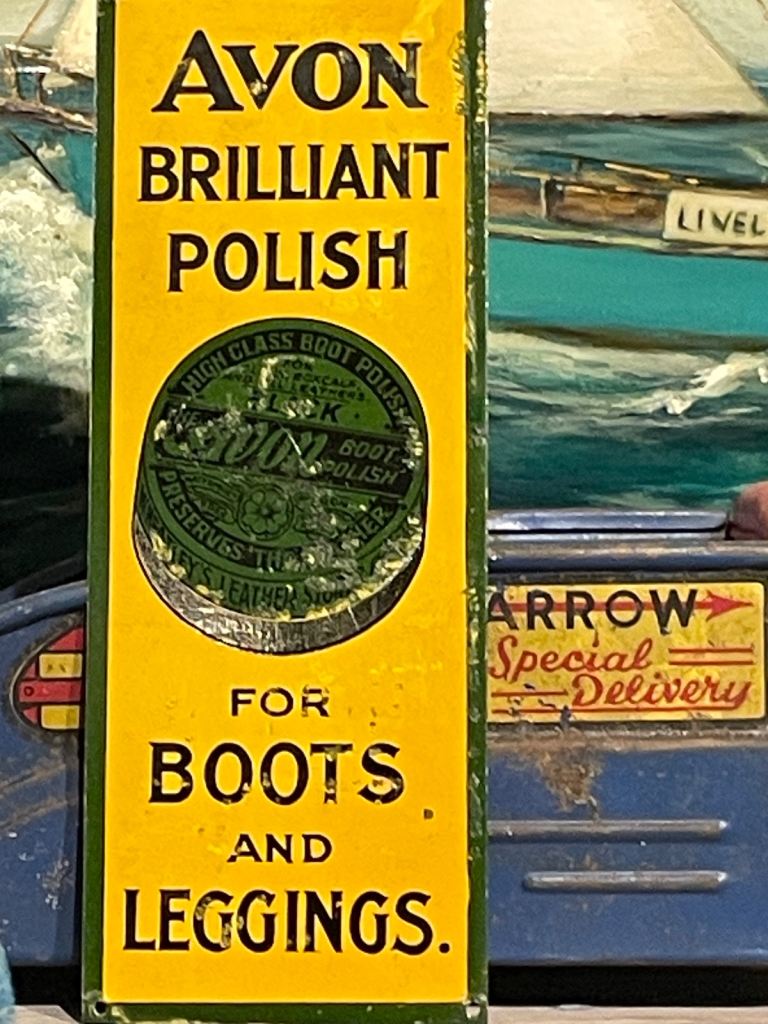 AVON
BRILLIANT
POLISH
HIGH CLASS BOOT POLISH
BLACK
Avon BOOT
POLISH
PRESERVES THE LEATHER
LEATHER
FOR
BOOTS
AND
LEGGINGS.
LIVEL
ARROW
Special
Delivery